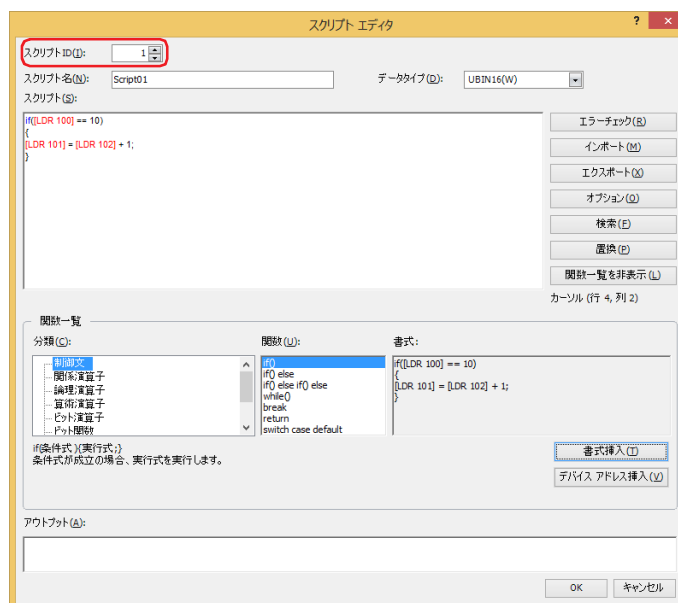 スクリプト エディタ
? ×
スクリプトID(I): 1
スクリプト名(N): Script01 データタイプ(D): UBIN16(W)
スクリプト(S):
if([LDR 100] == 10)
{
[LDR 101] = [LDR 102] + 1;
}
エラーチェック(R)
インポート(M)
エクスポート(X)
オプション(O)
検索(F)
置換(P)
関数一覧を非表示(L)
カーソル (行 4, 列 2)
関数一覧
分類(C): 関数(U): 書式:
制御文
関係演算子
論理演算子
算術演算子
ビット演算子
ビット関数
if()
if() else
if() else if() else
while()
break
return
switch case default
if([LDR 100] == 10)
{
[LDR 101] = [LDR 102] + 1;
}
if(条件式){実行式;}
条件式が成立の場合、実行式を実行します。
書式挿入(T)
デバイス アドレス挿入(V)
アウトプット(A):
OK キャンセル